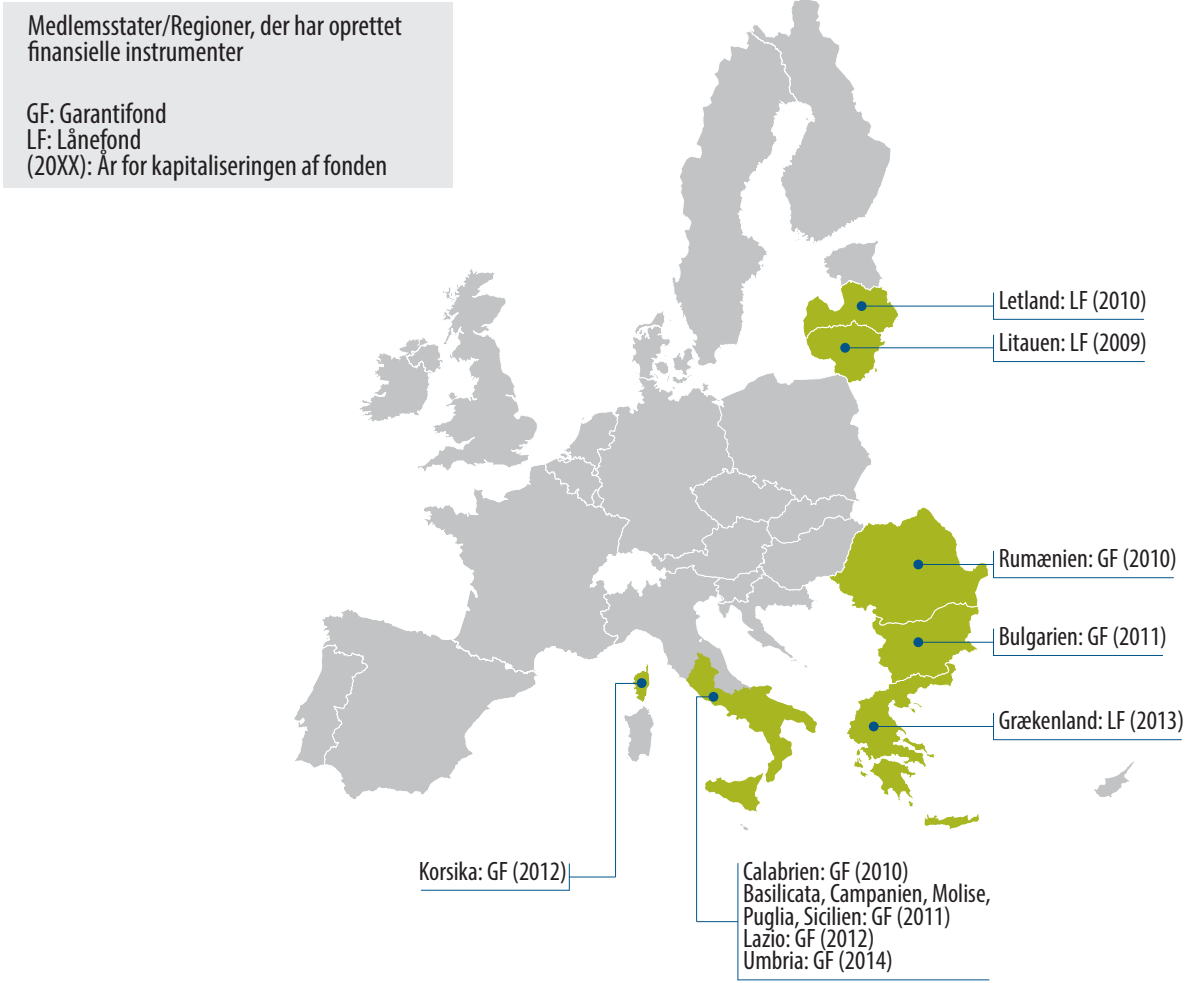 Medlemsstater/Regioner, der har oprettet
finansielle instrumenter
GF: Garantifond
LF: Lånefond
(20XX): År for kapitaliseringen af fonden
Letland: LF (2010)
Litauen: LF (2009)
Rumænien: GF (2010)
Bulgarien: GF (2011)
Grækenland: LF (2013)
Korsika: GF (2012)
Calabrien: GF (2010)
Basilicata, Campanien, Molise,
Puglia, Sicilien: GF (2011)
Lazio: GF (2012)
Umbria: GF (2014)